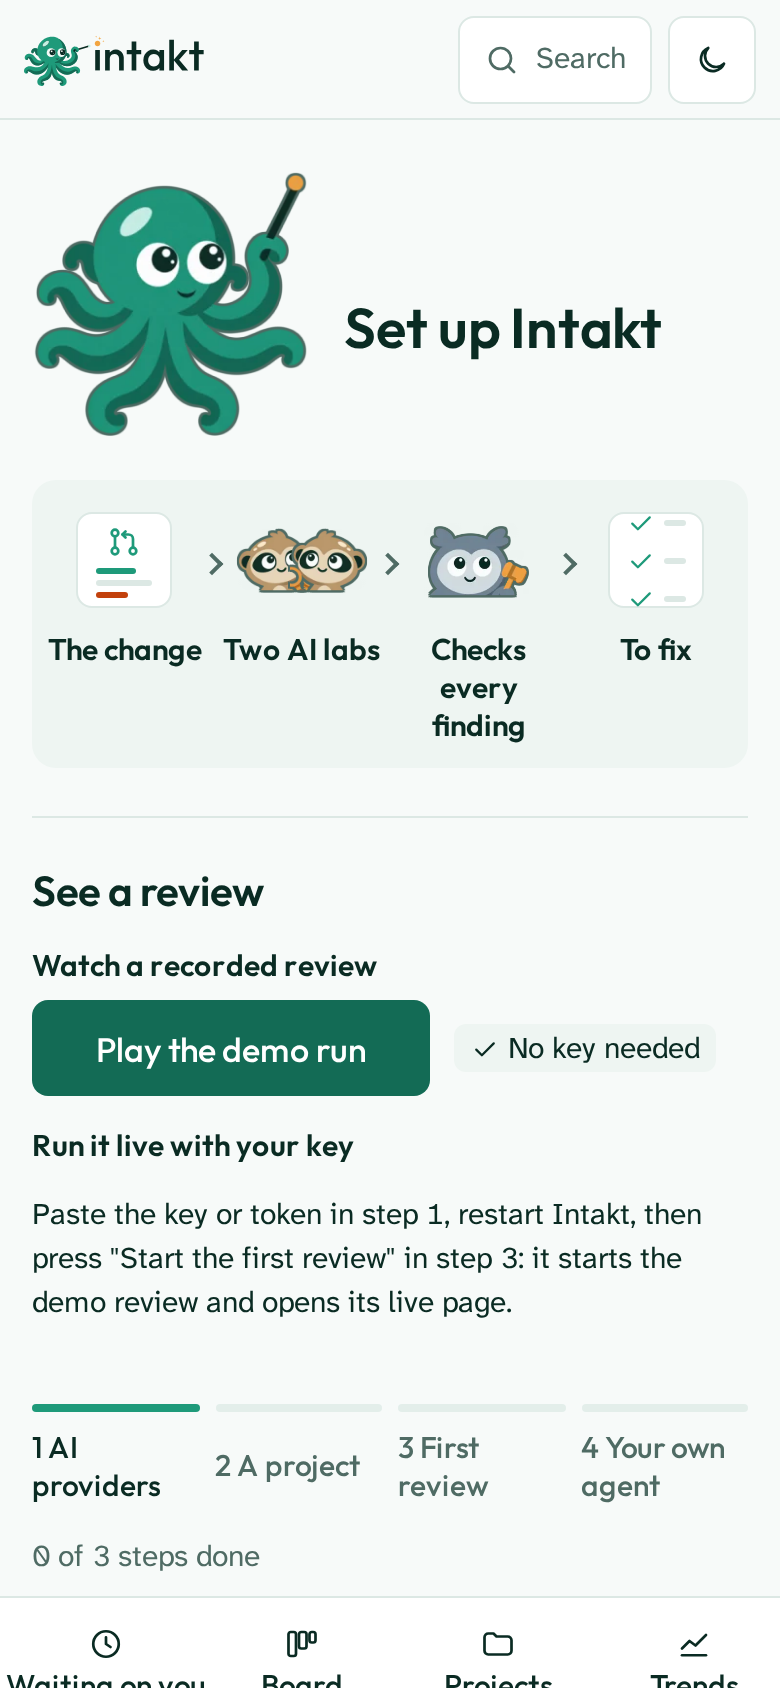 intakt
Search
Set up Intakt
The change
Two AI labs
Checks
every
finding
To fix
See a review
Watch a recorded review
Play the demo run
No key needed
Run it live with your key
Paste the key or token in step 1, restart Intakt, then
press "Start the first review" in step 3: it starts the
demo review and opens its live page.
1 AI
providers
2 A project
3 First
review
4 Your own
agent
0 of 3 steps done
Waiting on you
Board
Projects
Trends